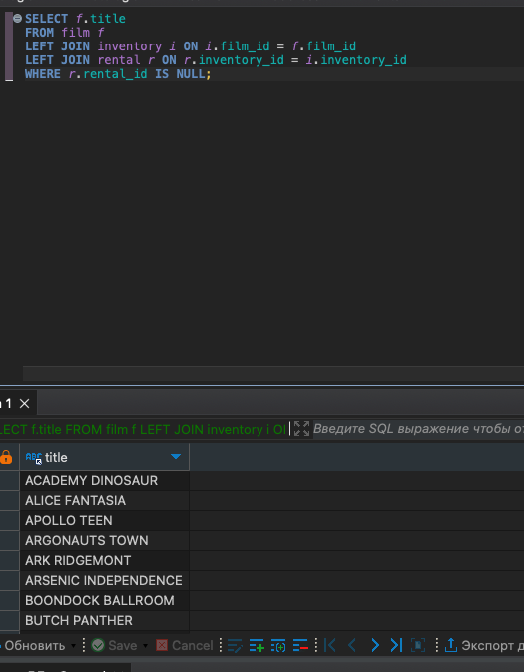 SELECT f.title
FROM film f
LEFT JOIN inventory i ON i.film_id = f.film_id
LEFT JOIN rental r ON r.inventory_id = i.inventory_id
WHERE r.rental_id IS NULL;
1 ×
LECT f.title FROM film f LEFT JOIN inventory i Введите SQL выражение чтобы
ABC title
ACADEMY DINOSAUR
ALICE FANTASIA
APOLLO TEEN
ARGONAUTS TOWN
ARK RIDGEMONT
ARSENIC INDEPENDENCE
BOONDOCK BALLROOM
BUTCH PANTHER
Обновить Save Cancel Экспорт